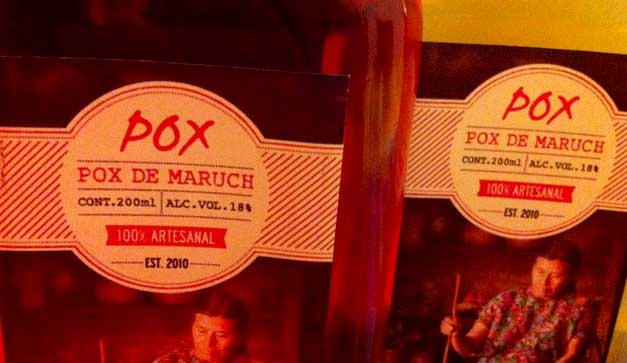 POX
POX DE MARUCH
CONT.200ml ALC.VOL.18%
100% ARTESANAL
EST. 2010
POX
POX DE MARUCH
CONT.200ml ALC.VOL.18%
100% ARTESANAL
EST. 2010